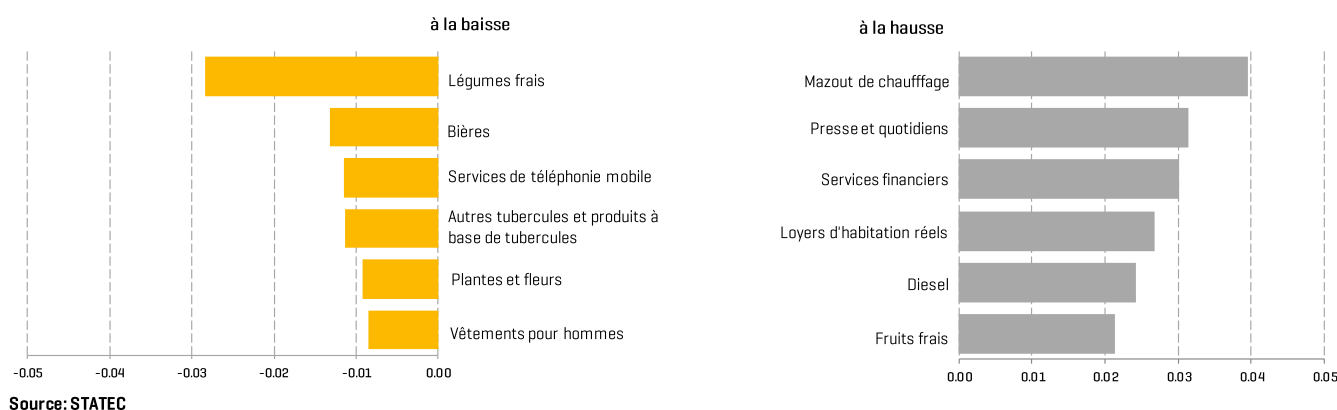 à la baisse
Légumes frais
Bières
Services de téléphonie mobile
Autres tubercules et produits à
base de tubercules
Plantes et fleurs
Vêtements pour hommes
-0.05 -0.04 -0.03 -0.02 -0.01 0.00
à la hausse
Mazout de chaufffage
Presse et quotidiens
Services financiers
Loyers d'habitation réels
Diesel
Fruits frais
0.00 0.01 0.02 0.03 0.04 0.05
Source: STATEC